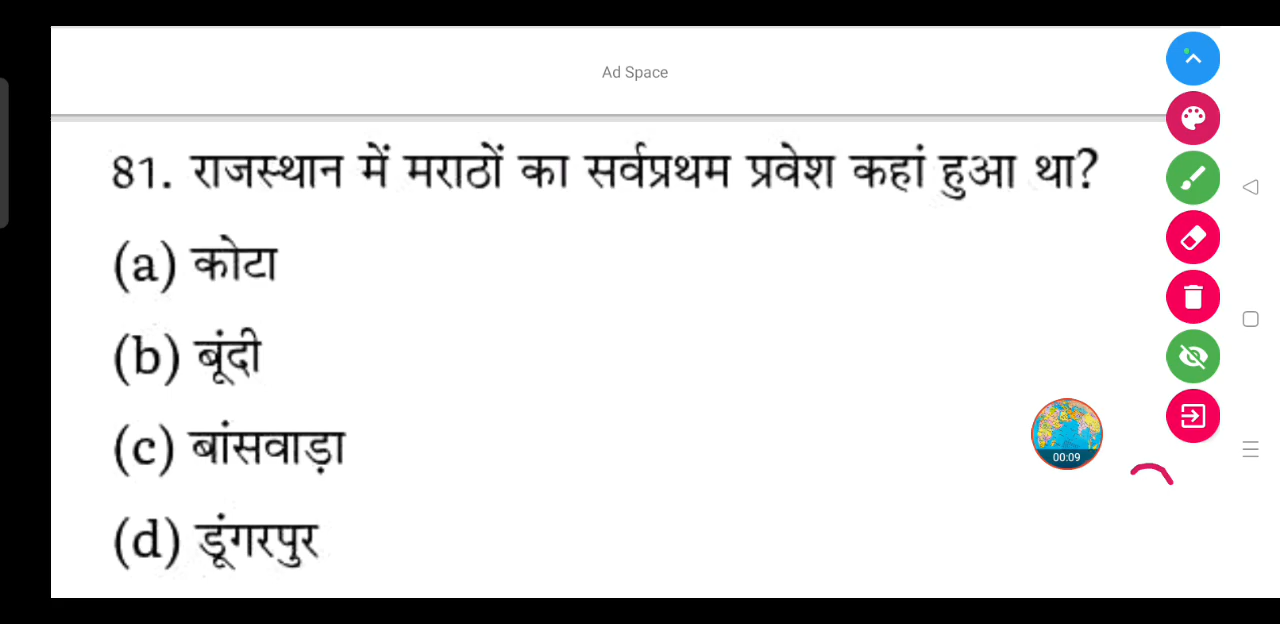 Ad Space
81. राजस्थान में मराठों का सर्वप्रथम प्रवेश कहां हुआ था?
(a) कोटा
(b) बूंदी
(c) बांसवाड़ा
(d) डूंगरपुर
00:09